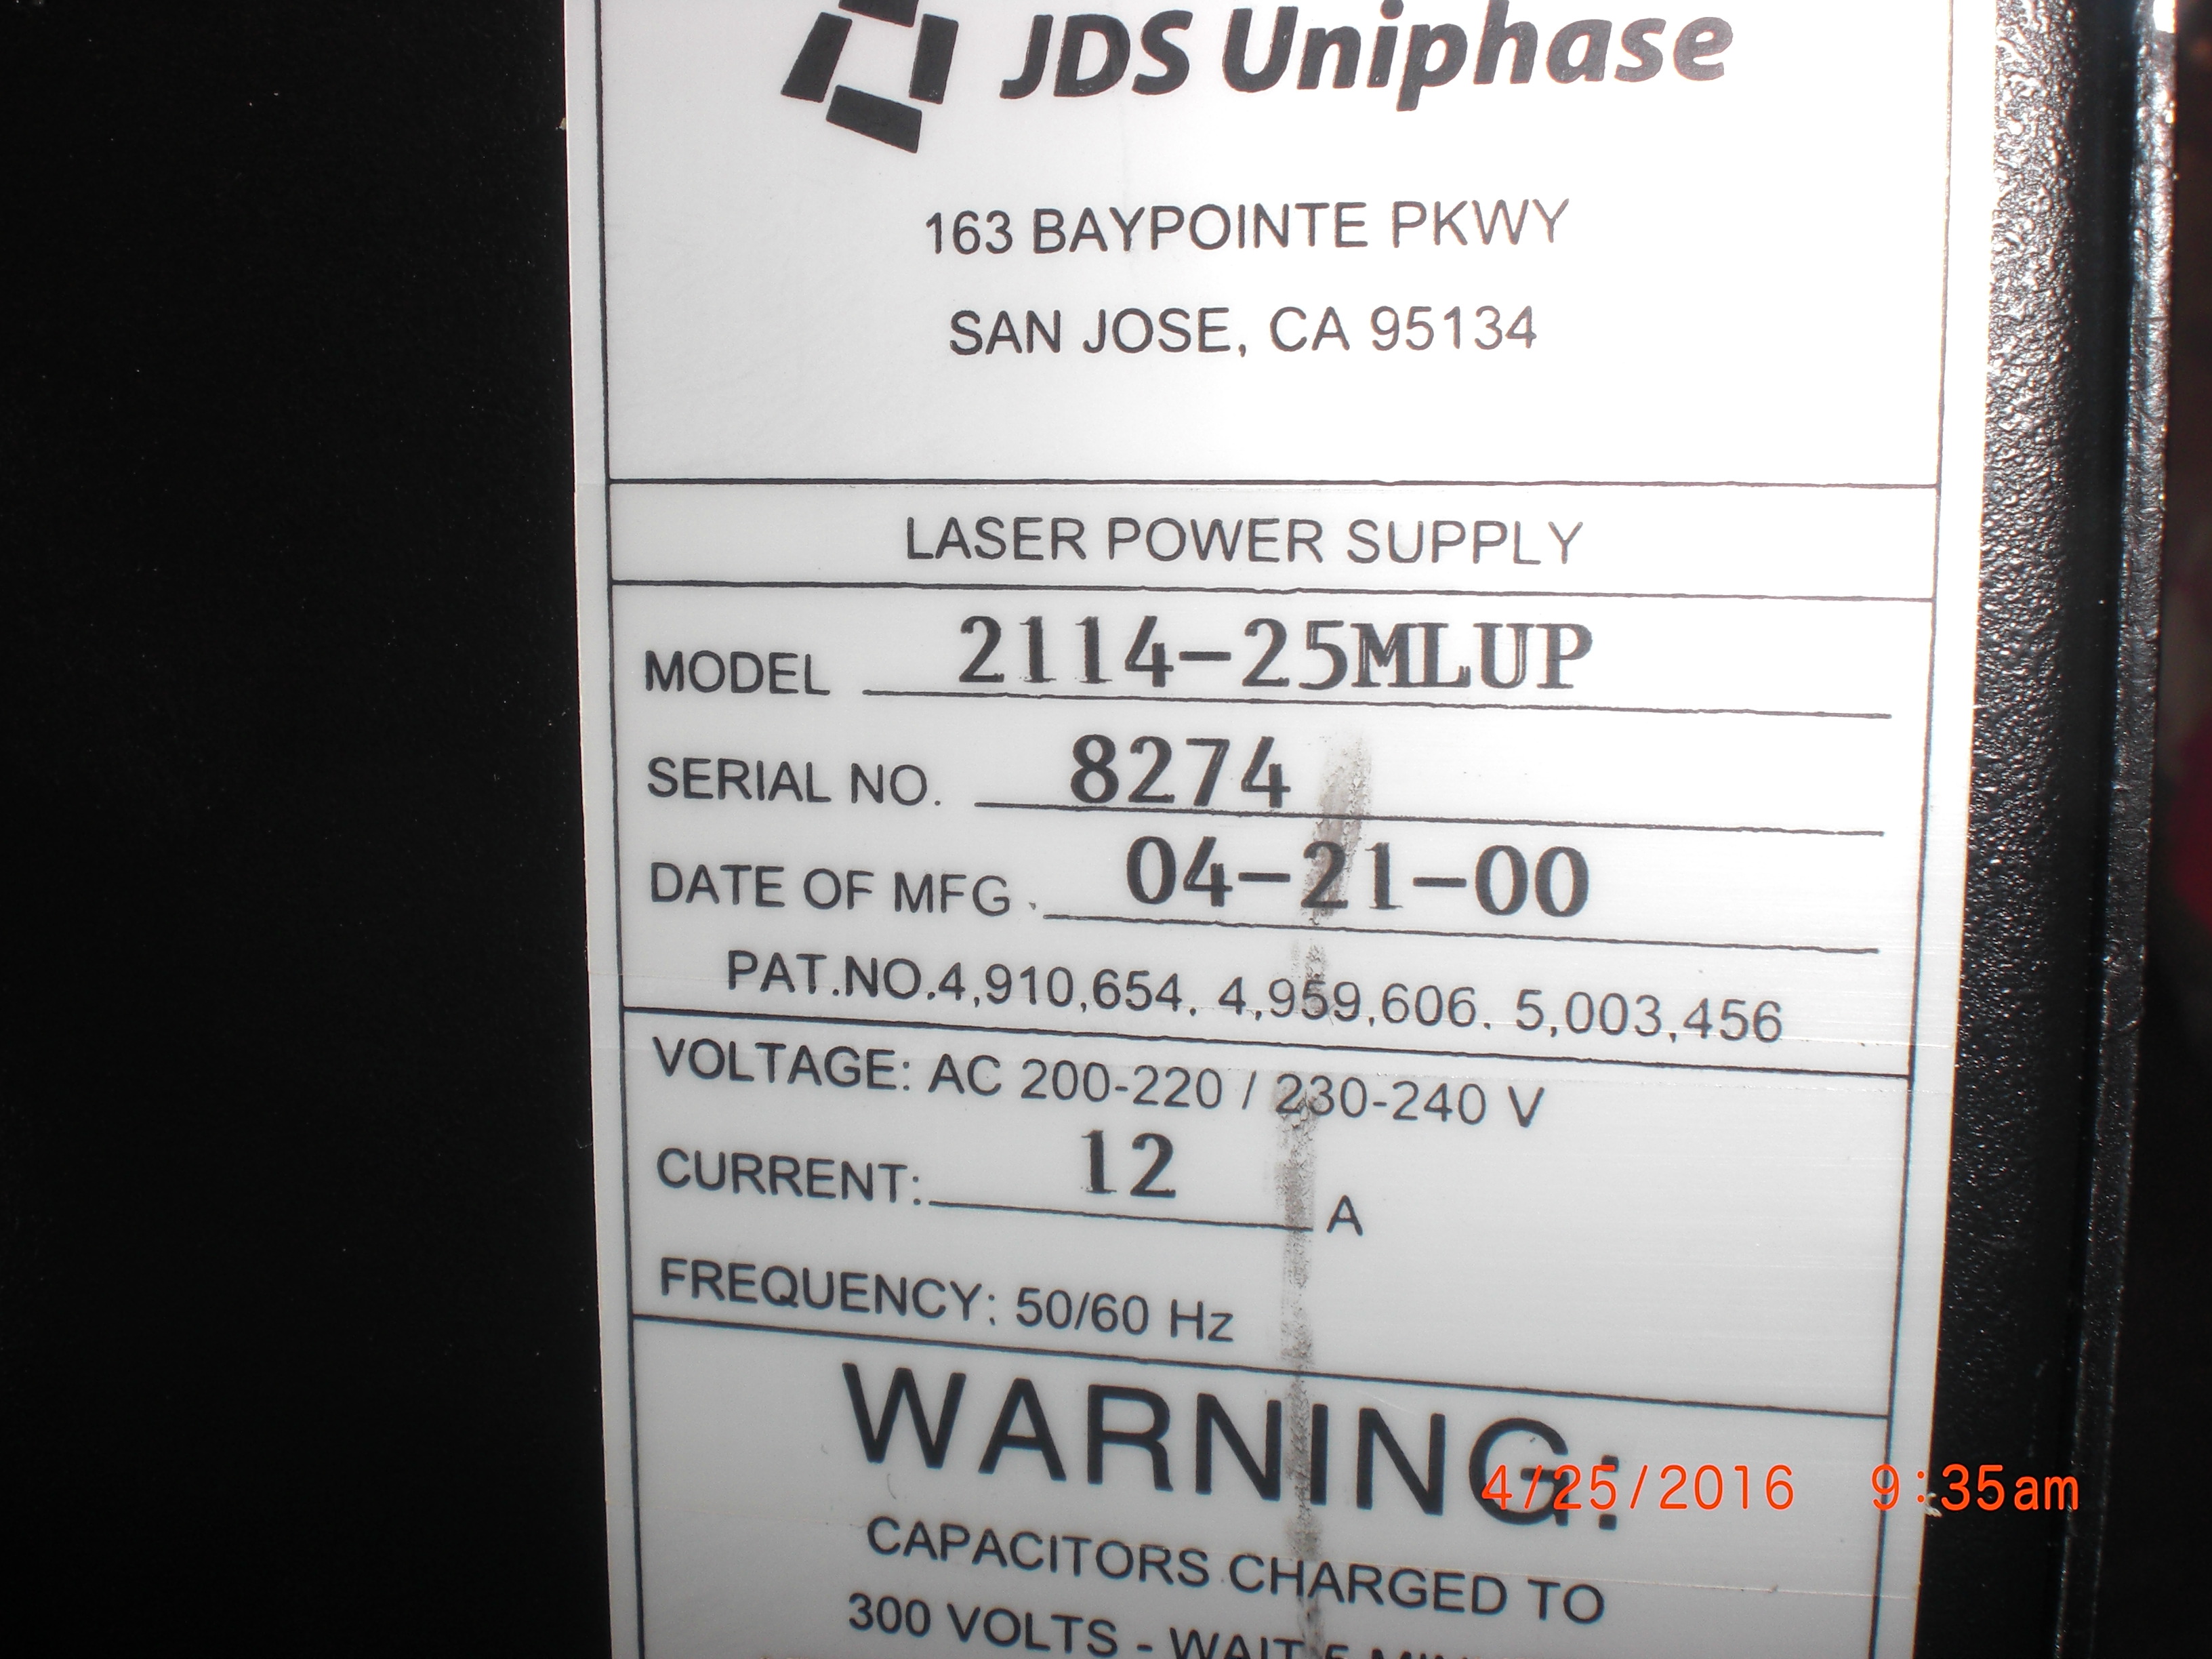 JDS Uniphase
163 BAYPOINTE PKWY
SAN JOSE, CA 95134
LASER POWER SUPPLY
MODEL 2114-25MLUP
SERIAL NO. 8274
DATE OF MFG. 04-21-00
PAT.NO.4,910,654, 4,959,606, 5,003,456
VOLTAGE: AC 200-220 / 230-240 V
CURRENT: 12 A
FREQUENCY: 50/60 Hz
WARNING:
4/25/2016 9:35am
CAPACITORS CHARGED TO
300 VOLTS - WAIT 5